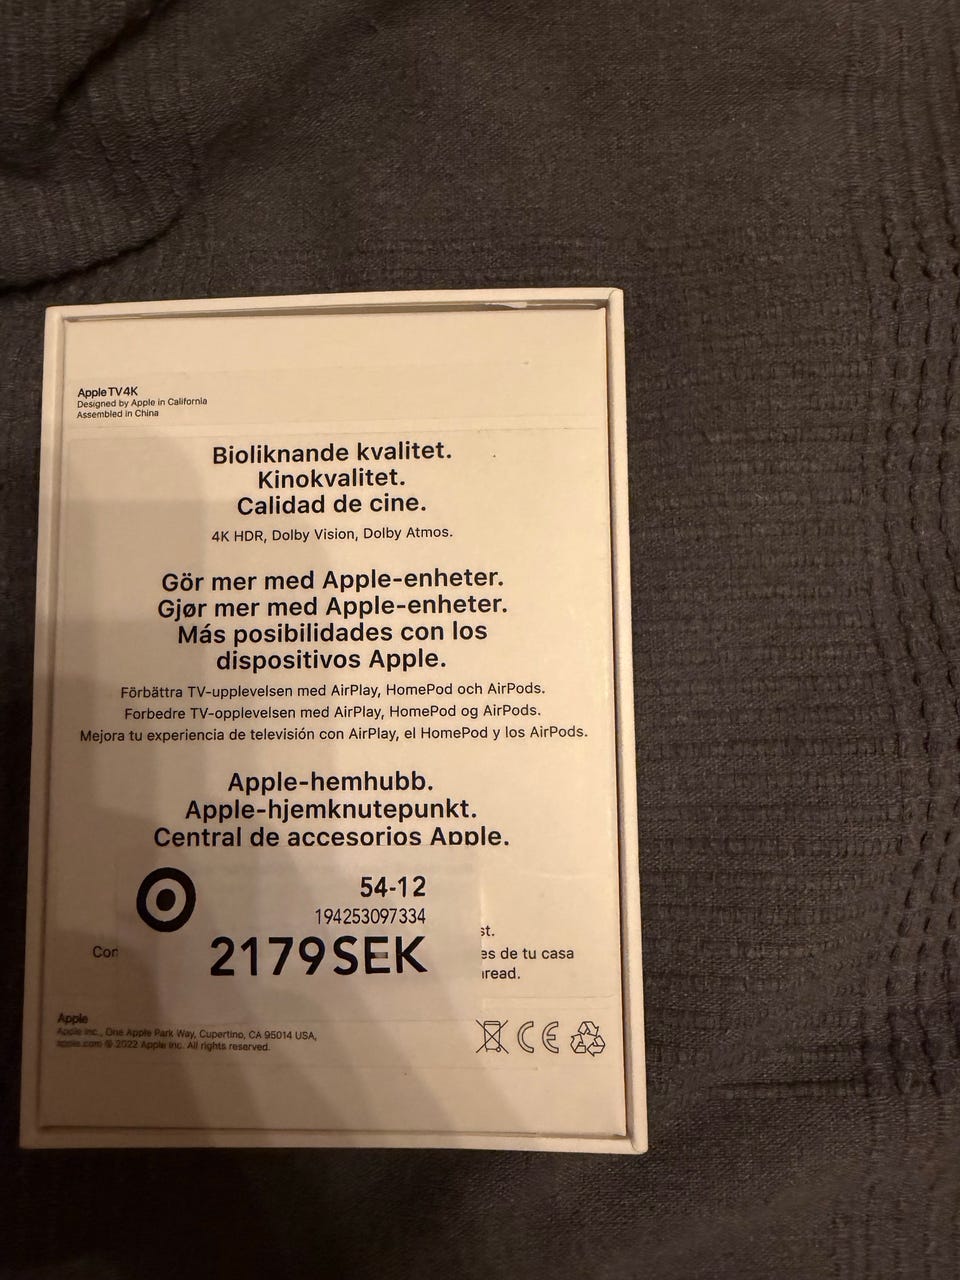 Apple TV 4K
Designed by Apple in California
Assembled in China
Bioliknande kvalitet.
Kinokvalitet.
Calidad de cine.
4K HDR, Dolby Vision, Dolby Atmos.
Gör mer med Apple-enheter.
Gjør mer med Apple-enheter.
Más posibilidades con los
dispositivos Apple.
Förbättra TV-upplevelsen med AirPlay, HomePod och AirPods.
Forbedre TV-opplevelsen med AirPlay, HomePod og AirPods.
Mejora tu experiencia de televisión con AirPlay, el HomePod y los AirPods.
Apple-hemhubb.
Apple-hjemknutepunkt.
Central de accesorios Apple.
54-12
194253097334
2179SEK
st.
Con es de tu casa
read.
Apple
Apple Inc., One Apple Park Way, Cupertino, CA 95014 USA,
apple.com © 2022 Apple Inc. All rights reserved.
CE